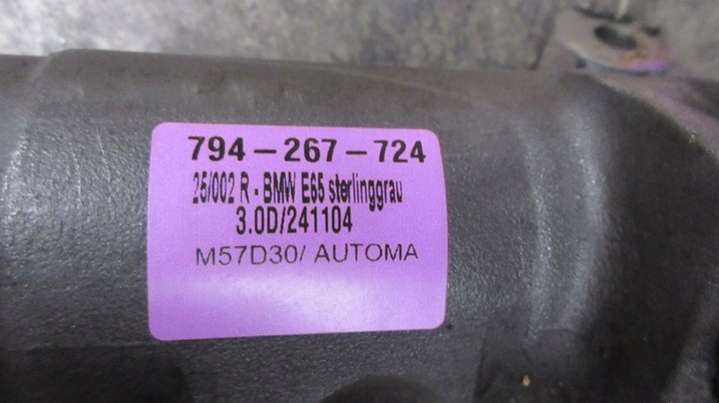 794-267-724
25/002 R - BMW E65 sterlinggrau
3.0D/241104
M57D30/ AUTOMA